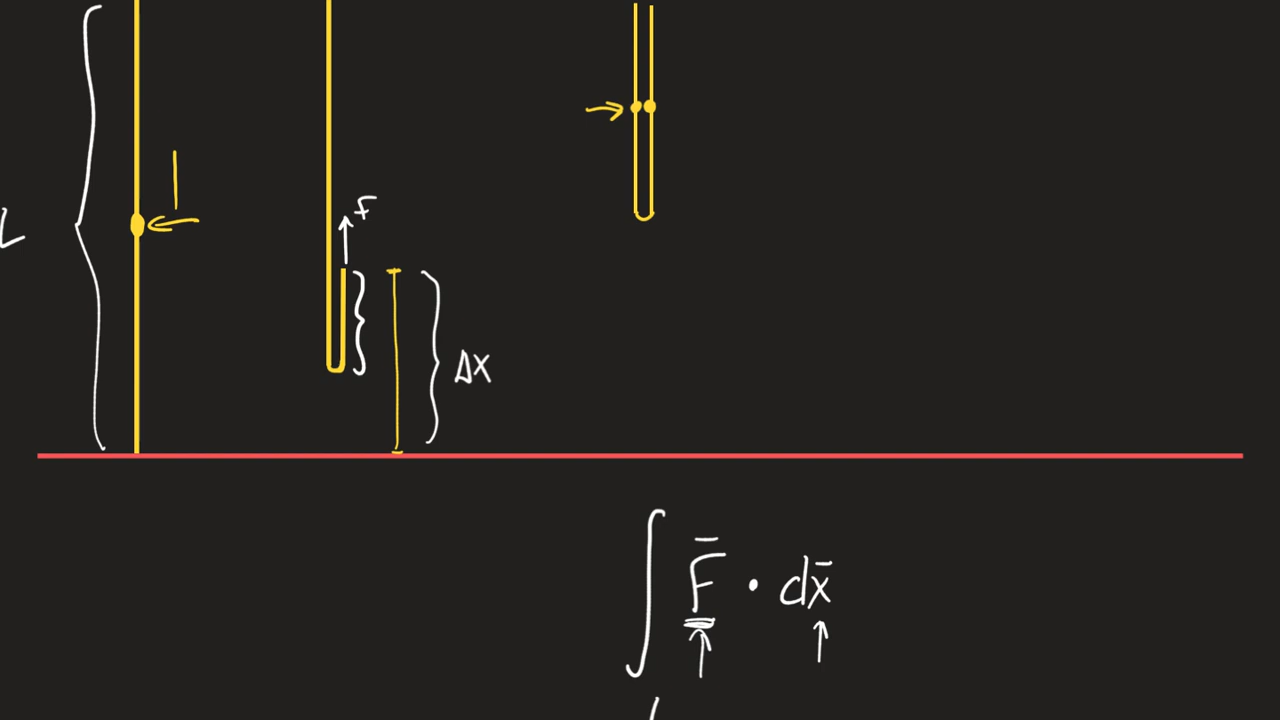 L
F
Δx
∫ F̄ · dx̄